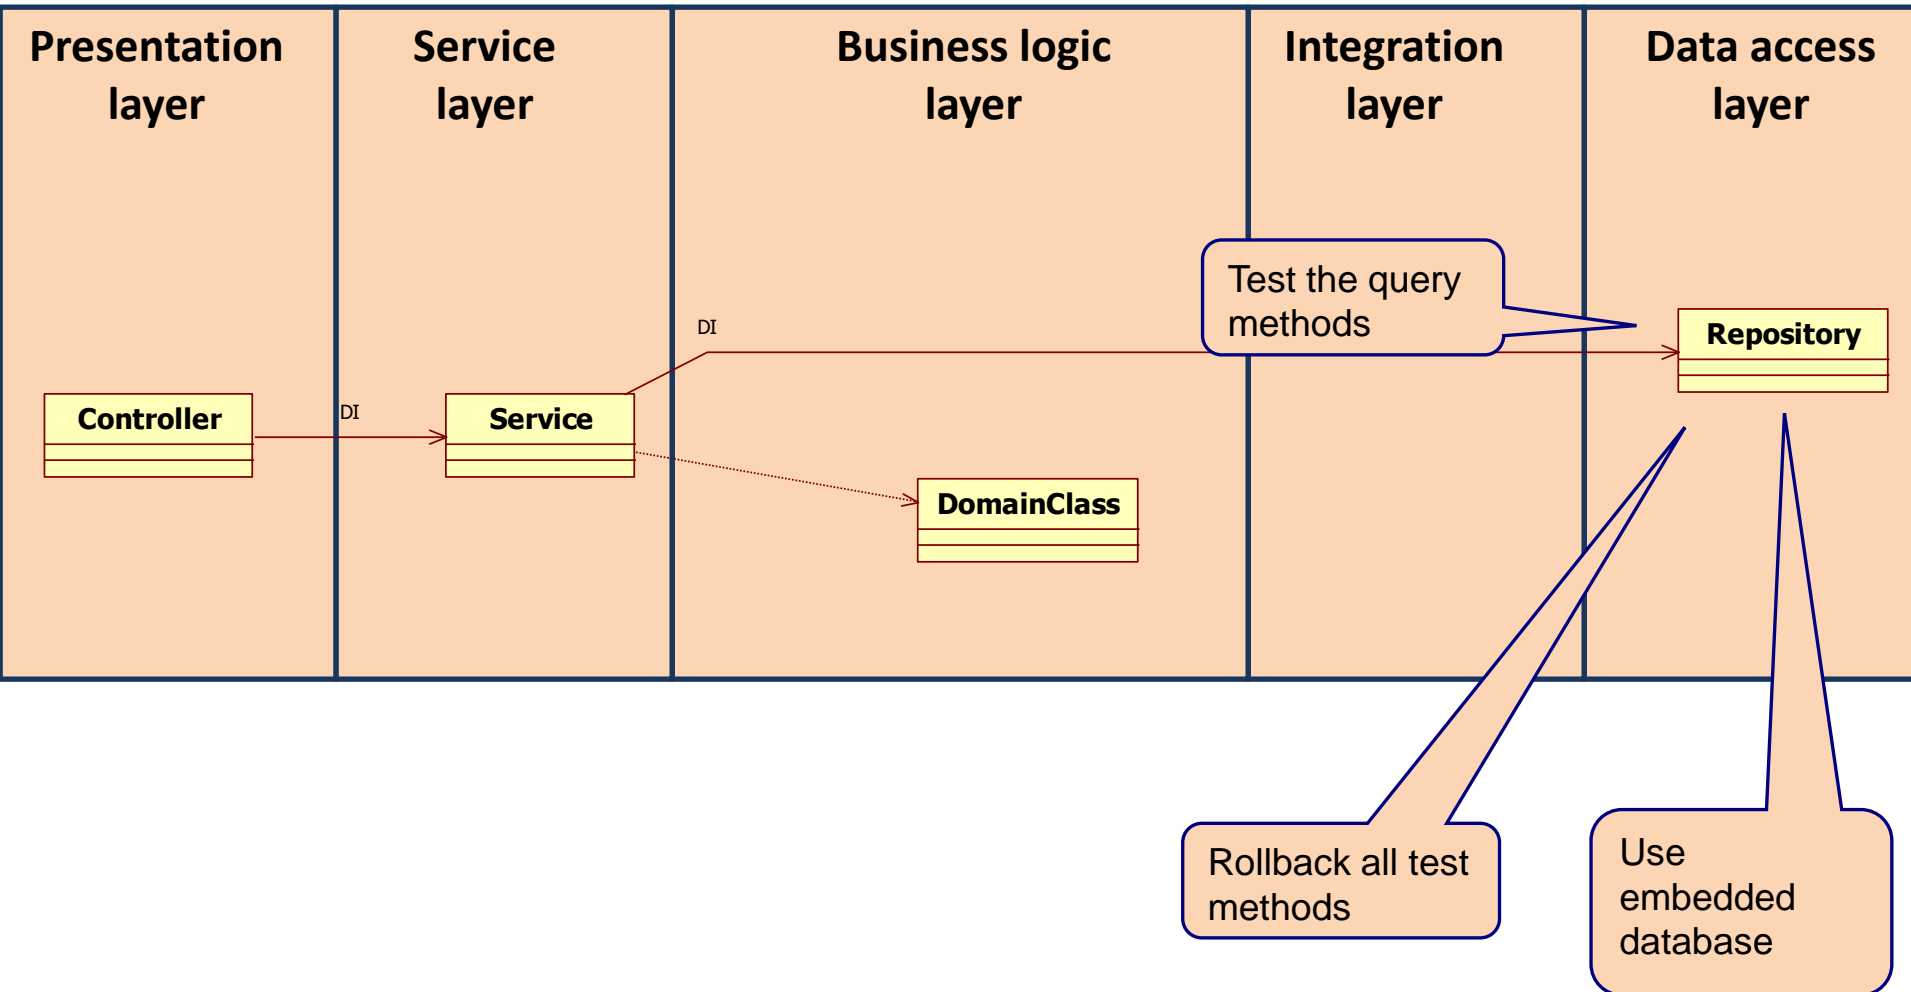 Presentation
layer
Service
layer
Business logic
layer
Integration
layer
Data access
layer
Test the query
methods
DI
Repository
Controller
DI
Service
DomainClass
Rollback all test
methods
Use
embedded
database